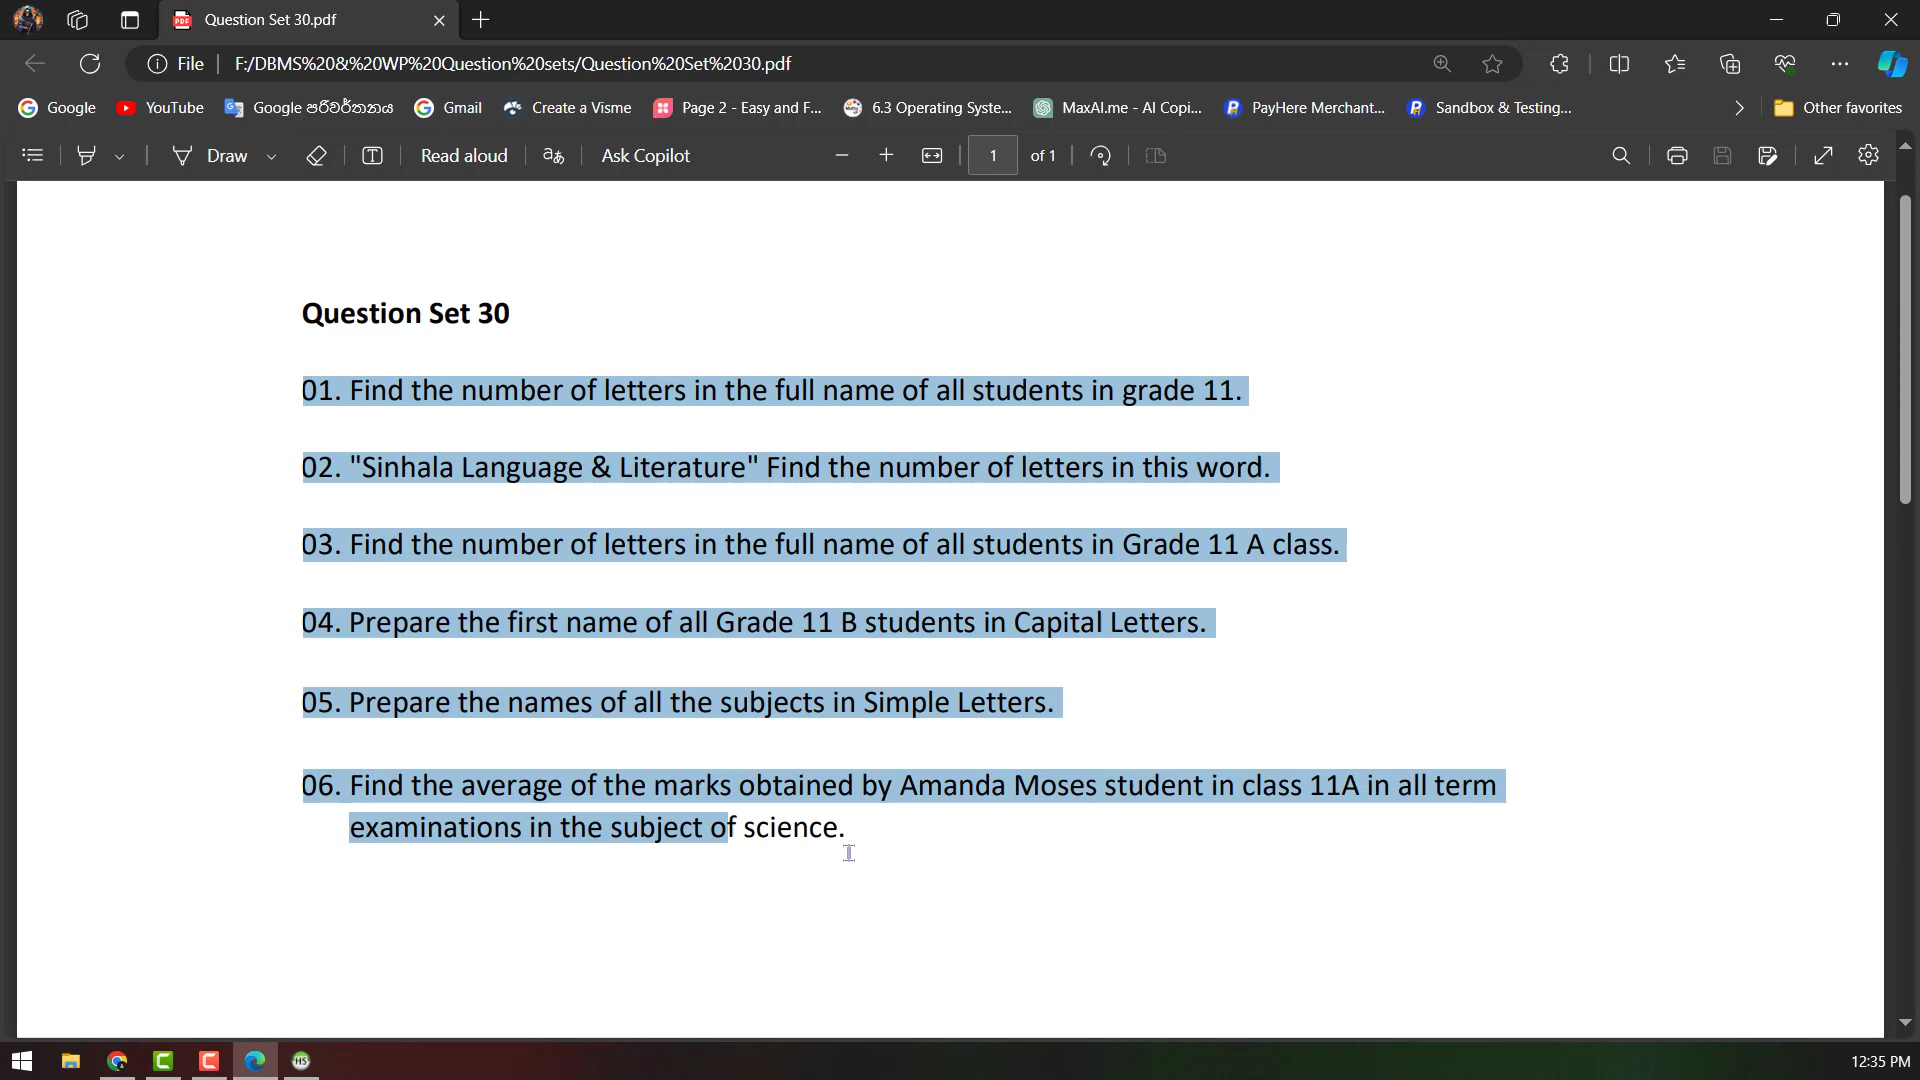 Question Set 30.pdf
File
F:/DBMS%20&%20WP%20Question%20sets/Question%20Set%2030.pdf
Google
YouTube
Google පරිවර්තනය
Gmail
Create a Visme
Page 2 - Easy and F...
6.3 Operating Syste...
MaxAI.me - AI Copi...
PayHere Merchant...
Sandbox & Testing...
Other favorites
Draw
Read aloud
Ask Copilot
1 of 1
Question Set 30
01. Find the number of letters in the full name of all students in grade 11.
02. "Sinhala Language & Literature" Find the number of letters in this word.
03. Find the number of letters in the full name of all students in Grade 11 A class.
04. Prepare the first name of all Grade 11 B students in Capital Letters.
05. Prepare the names of all the subjects in Simple Letters.
06. Find the average of the marks obtained by Amanda Moses student in class 11A in all term
examinations in the subject of science.
12:35 PM